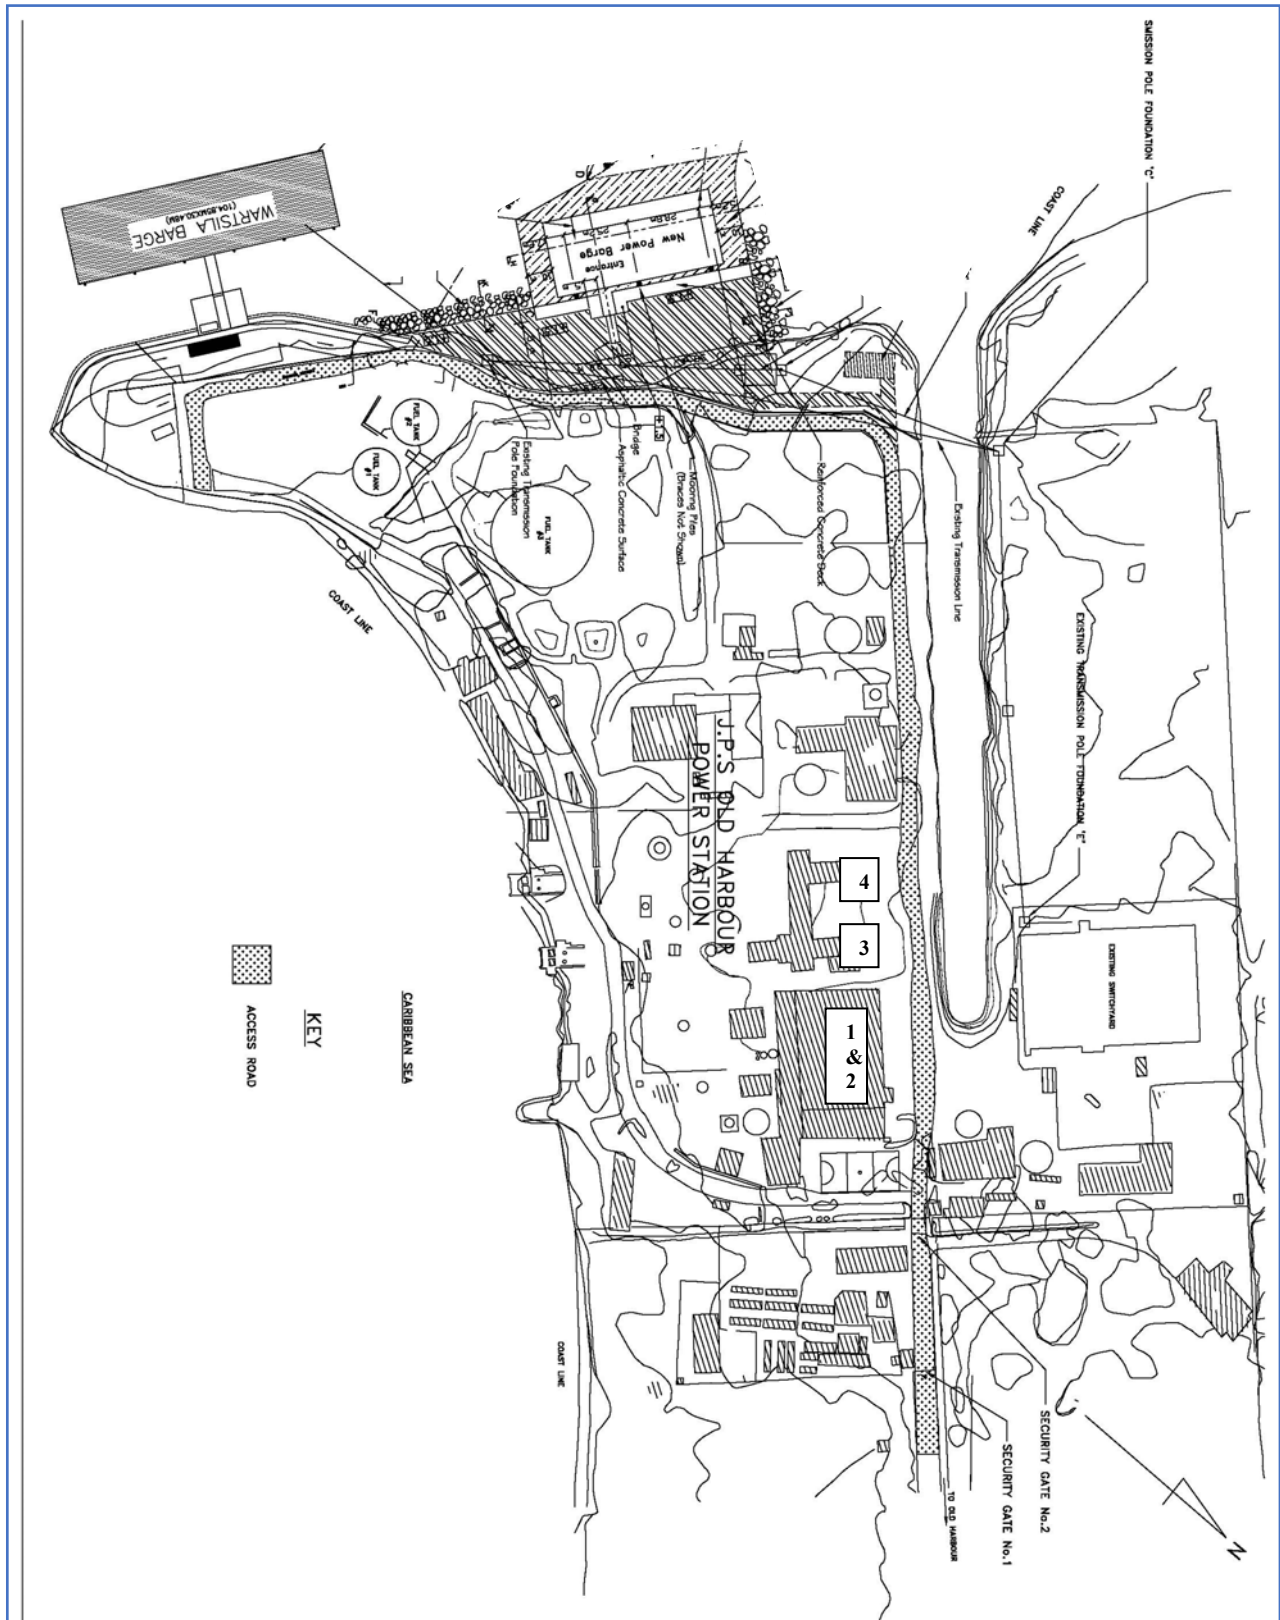 SMISSION POLE FOUNDATION 'C'
COAST LINE
WARTSILA BARGE
(104.85MX30.48M)
New Power Barge
Entrance
FUEL TANK
#2
FUEL TANK
#1
FUEL TANK
#3
Existing Transmission
Pole Foundation
Asphaltic Concrete Surface
Bridge
Mooring Piles
(Braces Not Shown)
Reinforced Concrete Deck
Existing Transmission Line
EXISTING TRANSMISSION POLE FOUNDATION 'E'
COAST LINE
J.P.S OLD HARBOUR
POWER STATION
4
3
1
&
2
EXISTING SWITCHYARD
CARIBBEAN SEA
KEY
ACCESS ROAD
COAST LINE
SECURITY GATE No.2
SECURITY GATE No.1
TO OLD HARBOUR
N